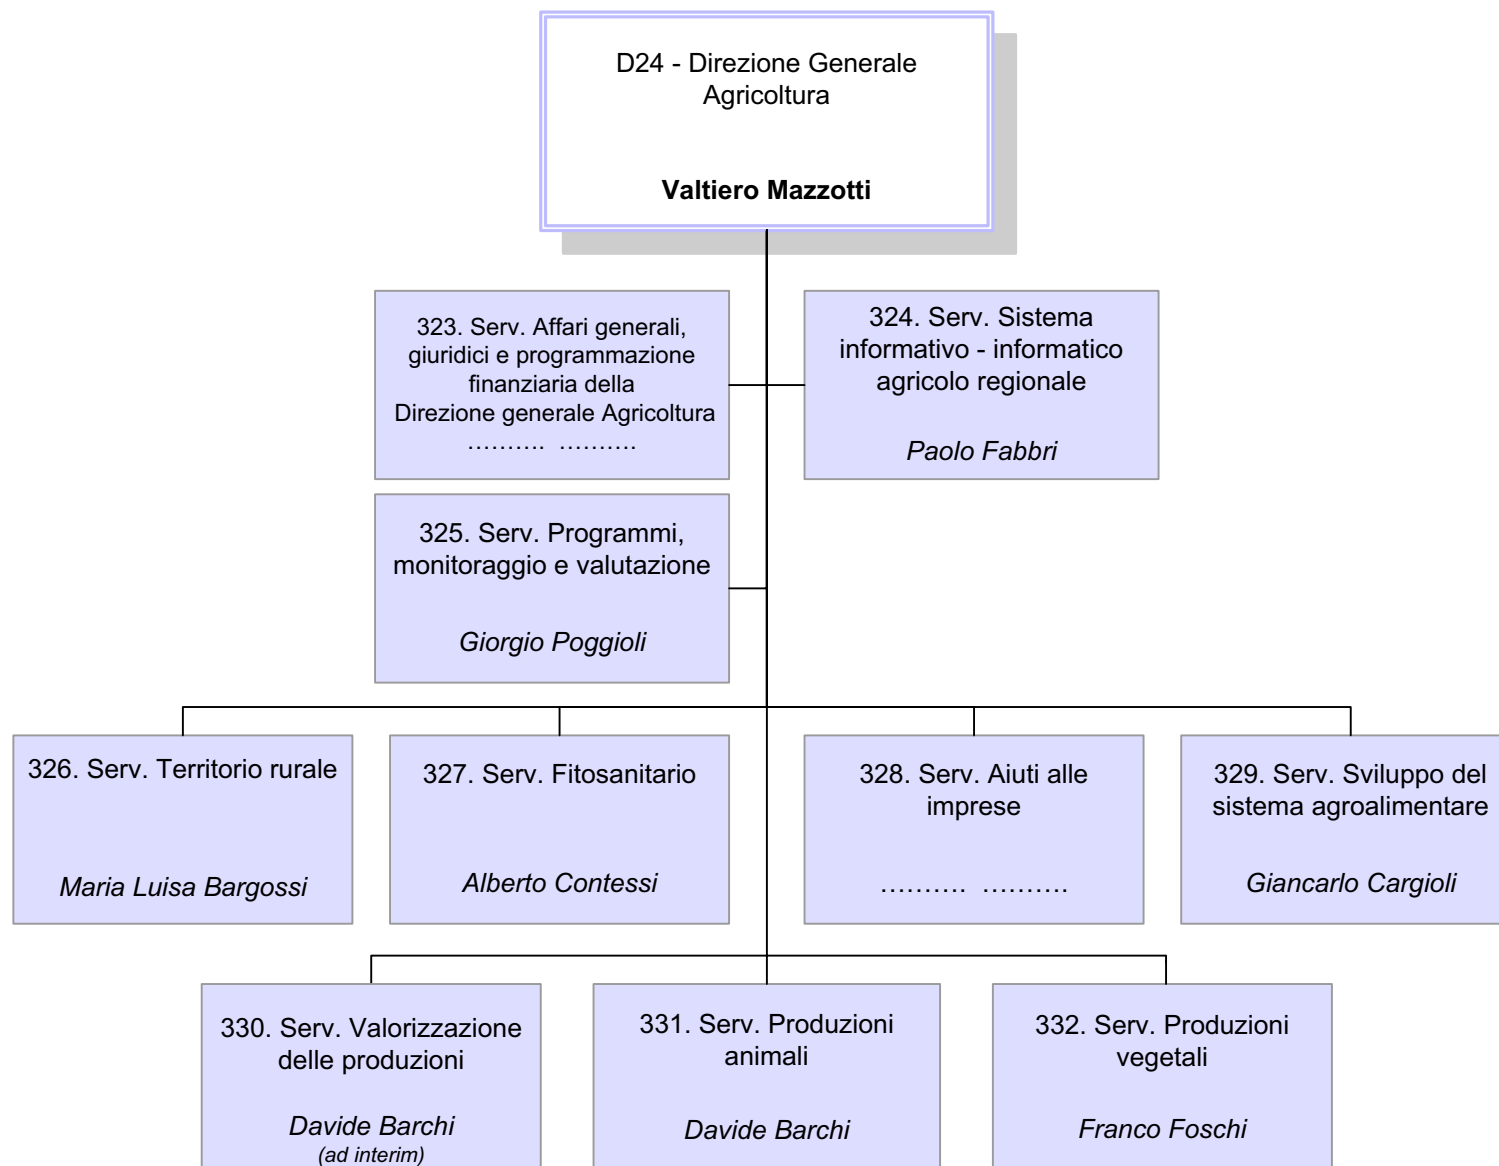 D24 - Direzione Generale
Agricoltura
Valtiero Mazzotti
323. Serv. Affari generali,
giuridici e programmazione
finanziaria della
Direzione generale Agricoltura
………. ……….
324. Serv. Sistema
informativo - informatico
agricolo regionale
Paolo Fabbri
325. Serv. Programmi,
monitoraggio e valutazione
Giorgio Poggioli
326. Serv. Territorio rurale
Maria Luisa Bargossi
327. Serv. Fitosanitario
Alberto Contessi
328. Serv. Aiuti alle
imprese
………. ……….
329. Serv. Sviluppo del
sistema agroalimentare
Giancarlo Cargioli
330. Serv. Valorizzazione
delle produzioni
Davide Barchi
(ad interim)
331. Serv. Produzioni
animali
Davide Barchi
332. Serv. Produzioni
vegetali
Franco Foschi